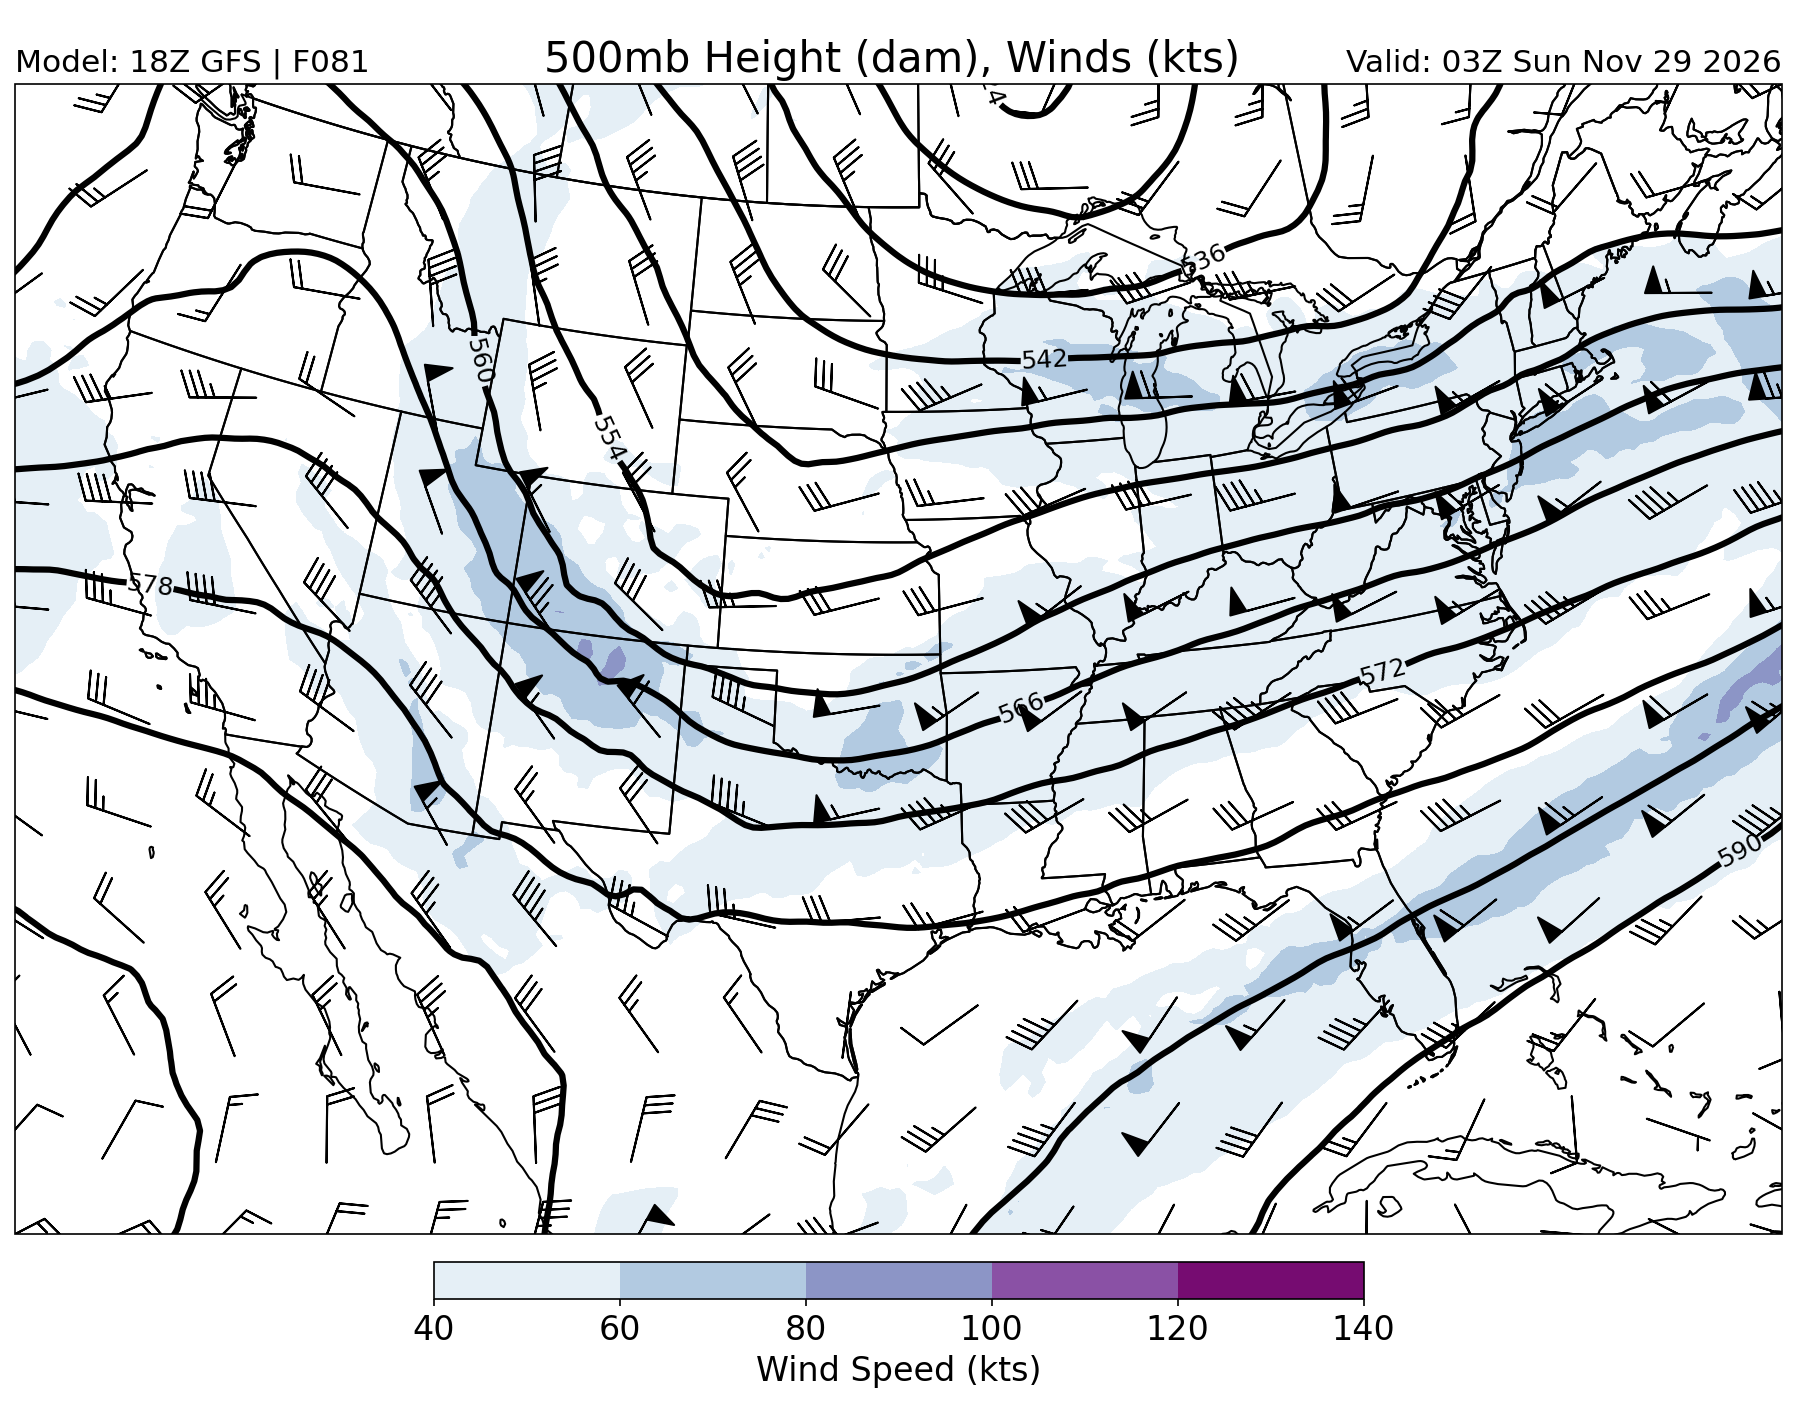 Model: 18Z GFS | F081
500mb Height (dam), Winds (kts)
Valid: 03Z Sun Nov 29 2026
4
536
542
560
554
578
572
566
590
40 60 80 100 120 140
Wind Speed (kts)